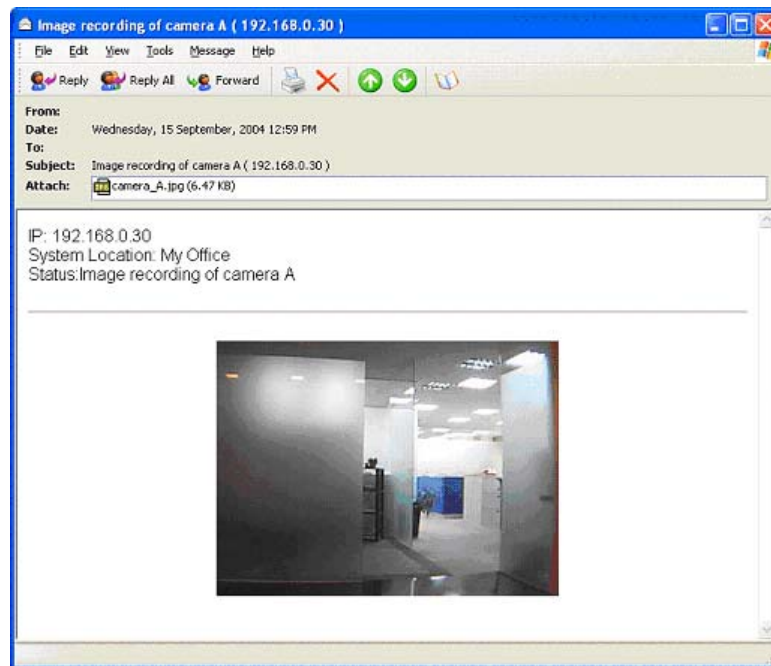 Image recording of camera A ( 192.168.0.30 )
File Edit View Tools Message Help
Reply Reply All Forward
From:
Date: Wednesday, 15 September, 2004 12:59 PM
To:
Subject: Image recording of camera A ( 192.168.0.30 )
Attach: camera_A.jpg (6.47 KB)
IP: 192.168.0.30
System Location: My Office
Status:Image recording of camera A